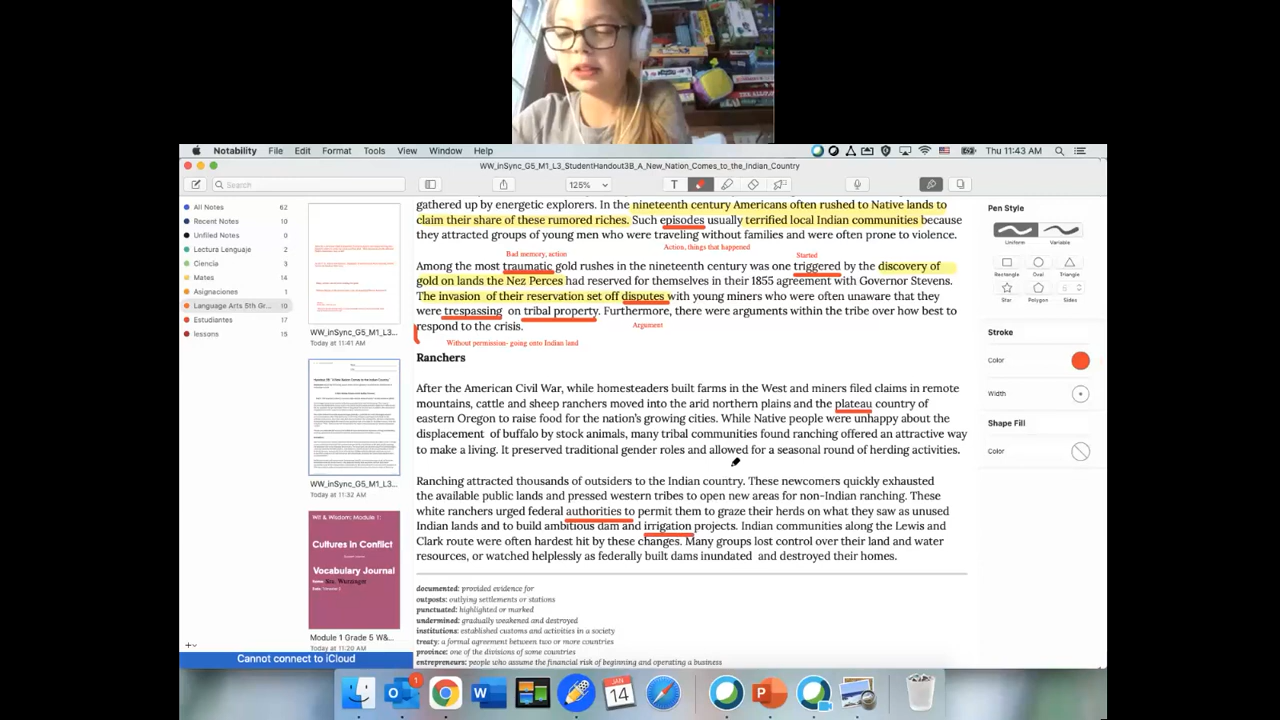 Notability File Edit Format Tools View Window Help Thu 11:43 AM
WW_inSync_G5_M1_L3_StudentHandout3B_A_New_Nation_Comes_to_the_Indian_Country
Search
125%
T
All Notes 62
Recent Notes 10
Unfiled Notes 0
Lectura Lenguaje 2
Ciencia 3
Mates 14
Asignaciones 1
Language Arts 5th Gr... 10
Estudiantes 17
lessons 15
Cannot connect to iCloud
WW_inSync_G5_M1_L3...
Today at 11:41 AM
WW_inSync_G5_M1_L3...
Today at 11:32 AM
Wit & Wisdom: Module 1:
Cultures in Conflict
Vocabulary Journal
Module 1 Grade 5 W&...
Today at 11:20 AM
gathered up by energetic explorers. In the nineteenth century Americans often rushed to Native lands to
claim their share of these rumored riches. Such episodes usually terrified local Indian communities because
they attracted groups of young men who were traveling without families and were often prone to violence.
Action, things that happened
Bad memory, action
Started
Among the most traumatic gold rushes in the nineteenth century was one triggered by the discovery of
gold on lands the Nez Perces had reserved for themselves in their 1855 agreement with Governor Stevens.
The invasion of their reservation set off disputes with young miners who were often unaware that they
were trespassing on tribal property. Furthermore, there were arguments within the tribe over how best to
respond to the crisis.
Argument
Without permission- going onto Indian land
Ranchers
After the American Civil War, while homesteaders built farms in the West and miners filed claims in remote
mountains, cattle and sheep ranchers moved into the arid northern plains and the plateau country of
eastern Oregon to raise food for the nation's growing cities. While Native people were unhappy about the
displacement of buffalo by stock animals, many tribal communities found ranching offered an attractive way
to make a living. It preserved traditional gender roles and allowed for a seasonal round of herding activities.
Ranching attracted thousands of outsiders to the Indian country. These newcomers quickly exhausted
the available public lands and pressed western tribes to open new areas for non-Indian ranching. These
white ranchers urged federal authorities to permit them to graze their herds on what they saw as unused
Indian lands and to build ambitious dam and irrigation projects. Indian communities along the Lewis and
Clark route were often hardest hit by these changes. Many groups lost control over their land and water
resources, or watched helplessly as federally built dams inundated and destroyed their homes.
documented: provided evidence for
outposts: outlying settlements or stations
punctuated: highlighted or marked
undermined: gradually weakened and destroyed
institutions: established customs and activities in a society
treaty: a formal agreement between two or more countries
province: one of the divisions of some countries
entrepreneurs: people who assume the financial risk of beginning and operating a business
Pen Style
Uniform Variable
Rectangle Oval Triangle
5
Star Polygon Sides
Stroke
Color
Width
Shape Fill
Color
1
W
JAN
14
P